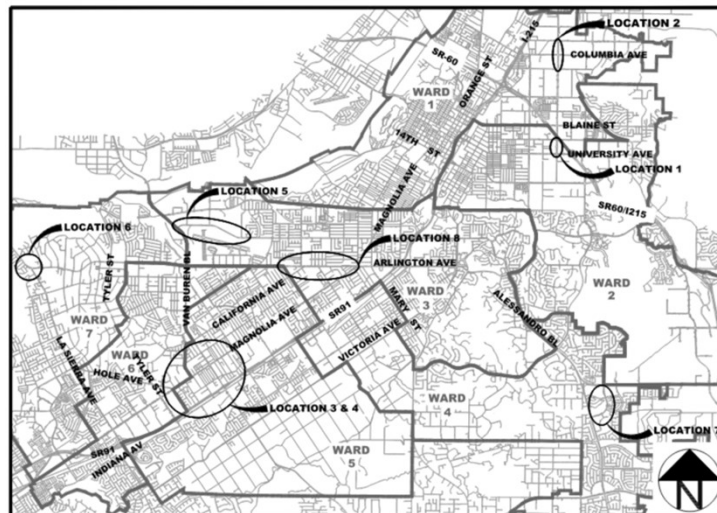 LOCATION 2
I-215
COLUMBIA AVE
SR-60
ORANGE ST
WARD
1
BLAINE ST
14TH ST
UNIVERSITY AVE
LOCATION 1
MAGNOLIA AVE
LOCATION 5
SR60/I215
LOCATION 6
LOCATION 8
TYLER ST
VAN BUREN BL
ARLINGTON AVE
WARD
2
CALIFORNIA AVE
WARD
3
MARY ST
ALESSANDRO BL
MAGNOLIA AVE
SR91
WARD
7
VICTORIA AVE
LA SIERRA AVE
WARD
6
HOLE AVE
TYLER ST
WARD
4
LOCATION 3 & 4
LOCATION 7
SR91
INDIANA AV
WARD
5
N